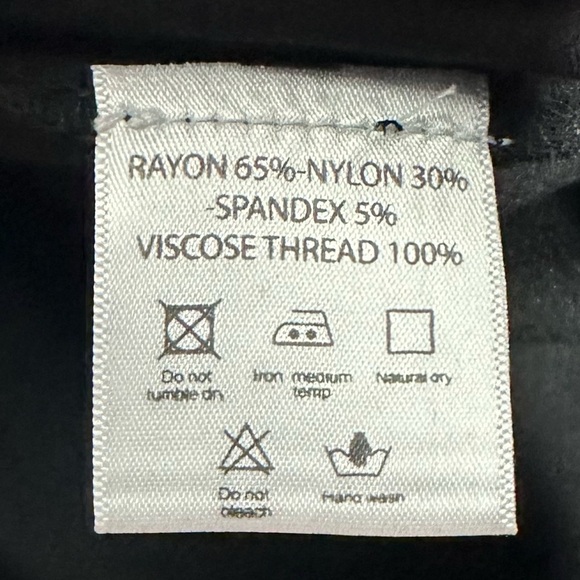 RAYON 65%-NYLON 30%
-SPANDEX 5%
VISCOSE THREAD 100%
Do not
tumble dry
Iron medium
temp
Natural dry
Do not
bleach
Hand wash